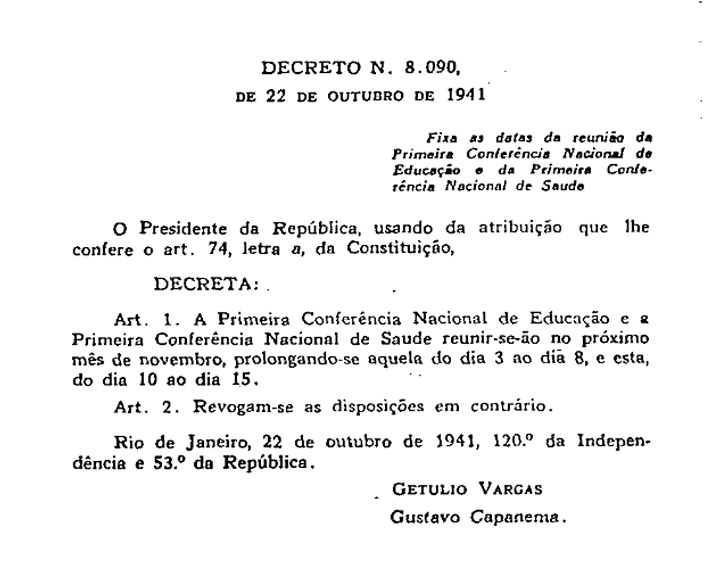 DECRETO N. 8.090,
DE 22 DE OUTUBRO DE 1941
Fixa as datas da reunião da
Primeira Conferência Nacional de
Educação e da Primeira Confe-
rência Nacional de Saude
O Presidente da República, usando da atribuição que lhe
confere o art. 74, letra a, da Constituição,
DECRETA:
Art. 1. A Primeira Conferência Nacional de Educação e a
Primeira Conferência Nacional de Saude reunir-se-ão no próximo
mês de novembro, prolongando-se aquela do dia 3 ao dia 8, e esta,
do dia 10 ao dia 15.
Art. 2. Revogam-se as disposições em contrário.
Rio de Janeiro, 22 de outubro de 1941, 120.º da Indepen-
dência e 53.º da República.
GETULIO VARGAS
Gustavo Capanema.